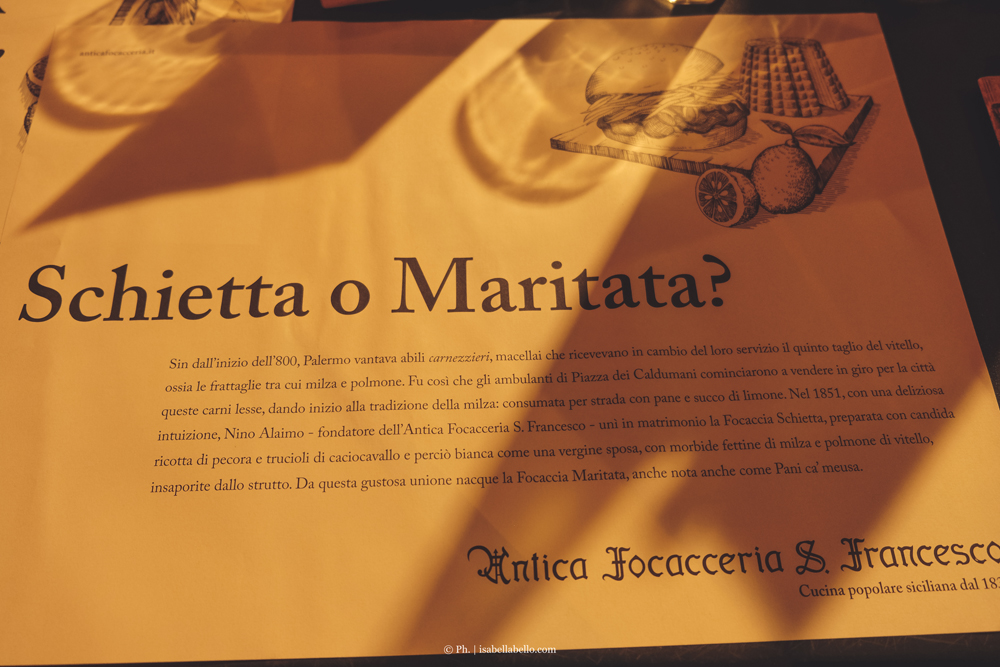 anticafocacceria.it
Schietta o Maritata?
Sin dall'inizio dell'800, Palermo vantava abili carnezzieri, macellai che ricevevano in cambio del loro servizio il quinto taglio del vitello,
ossia le frattaglie tra cui milza e polmone. Fu così che gli ambulanti di Piazza dei Caldumani cominciarono a vendere in giro per la città
queste carni lesse, dando inizio alla tradizione della milza: consumata per strada con pane e succo di limone. Nel 1851, con una deliziosa
intuizione, Nino Alaimo - fondatore dell'Antica Focacceria S. Francesco - unì in matrimonio la Focaccia Schietta, preparata con candida
ricotta di pecora e trucioli di caciocavallo e perciò bianca come una vergine sposa, con morbide fettine di milza e polmone di vitello,
insaporite dallo strutto. Da questa gustosa unione nacque la Focaccia Maritata, anche nota anche come Pani ca' meusa.
Antica Focacceria S. Francesco
Cucina popolare siciliana dal 183
© Ph. | isabellabello.com